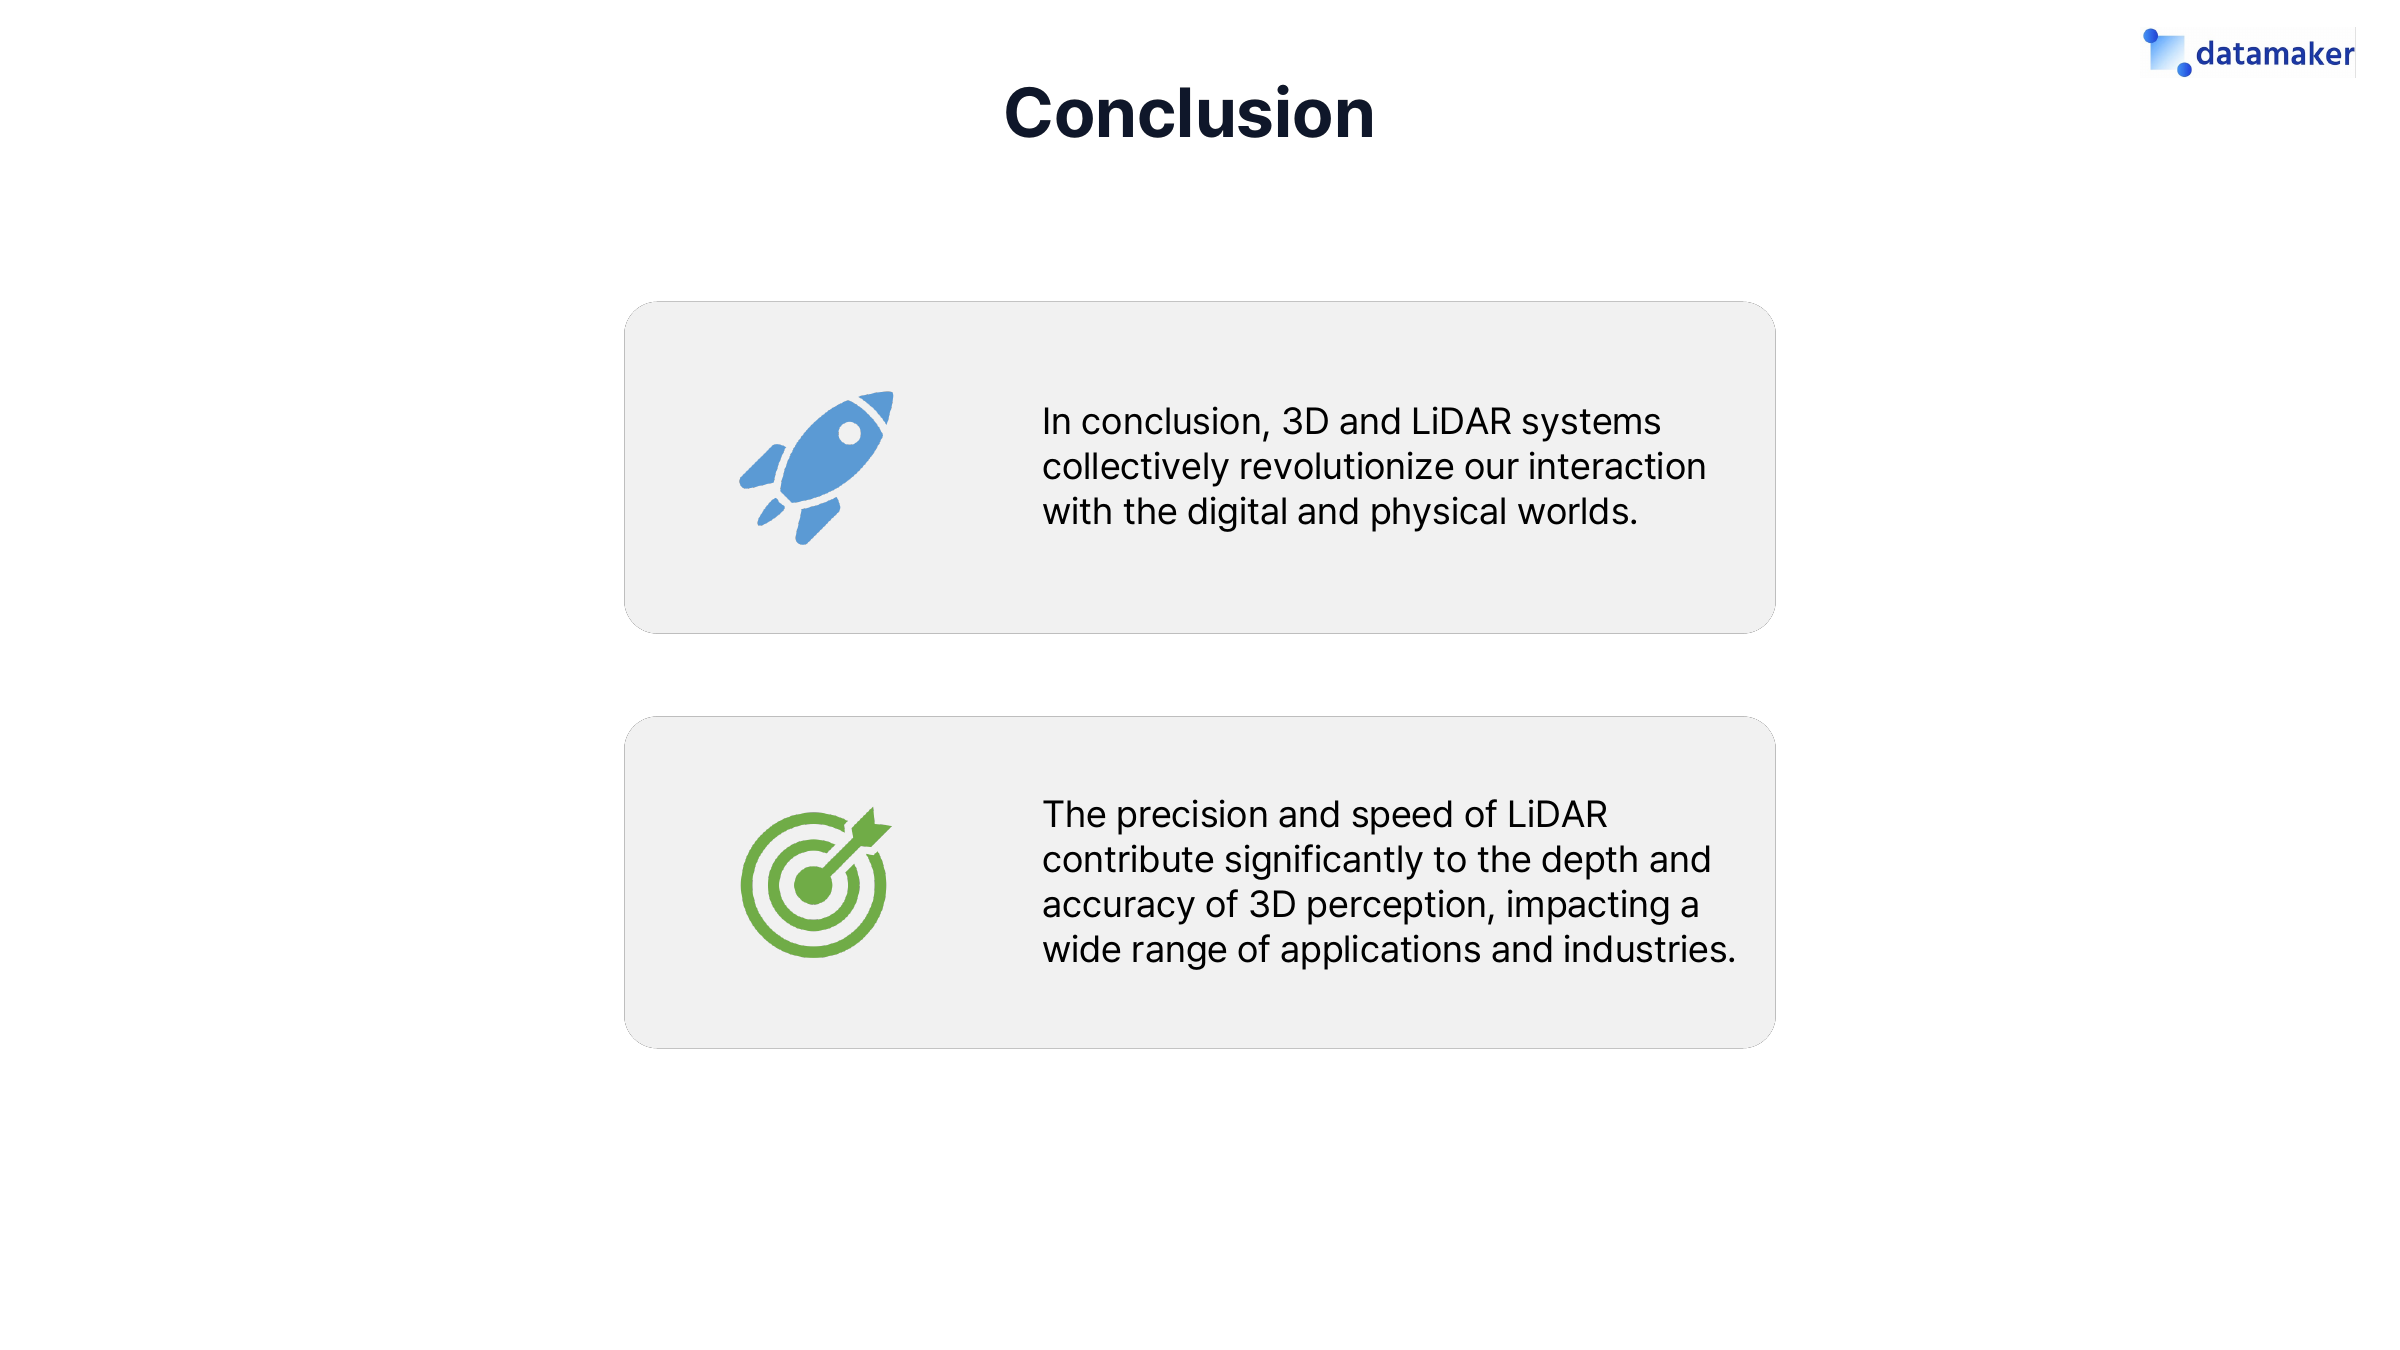 datamaker
Conclusion
In conclusion, 3D and LiDAR systems
collectively revolutionize our interaction
with the digital and physical worlds.
The precision and speed of LiDAR
contribute significantly to the depth and
accuracy of 3D perception, impacting a
wide range of applications and industries.